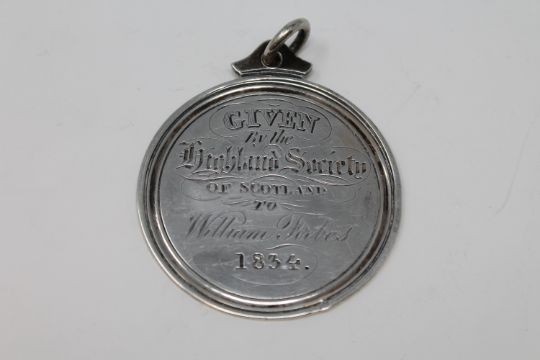 GIVEN
By the
Highland Society
OF SCOTLAND
TO
William Forbes
1834.